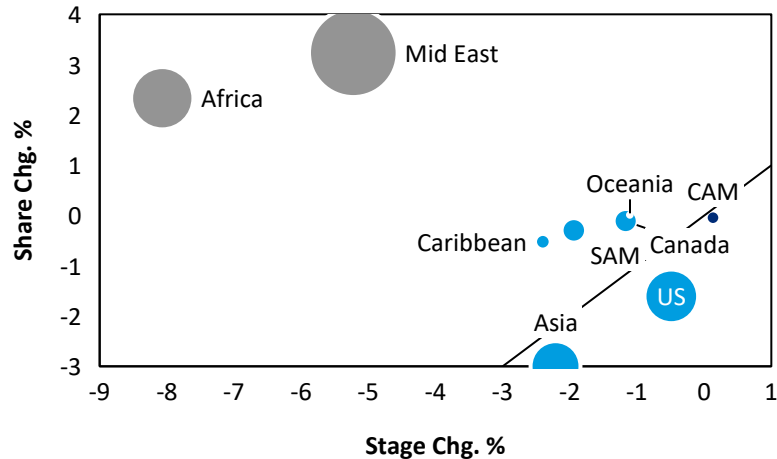 4
3
2
1
0
-1
-2
-3
Share Chg. %
Mid East
Africa
Oceania
CAM
Caribbean
SAM
Canada
US
Asia
-9 -8 -7 -6 -5 -4 -3 -2 -1 0 1
Stage Chg. %